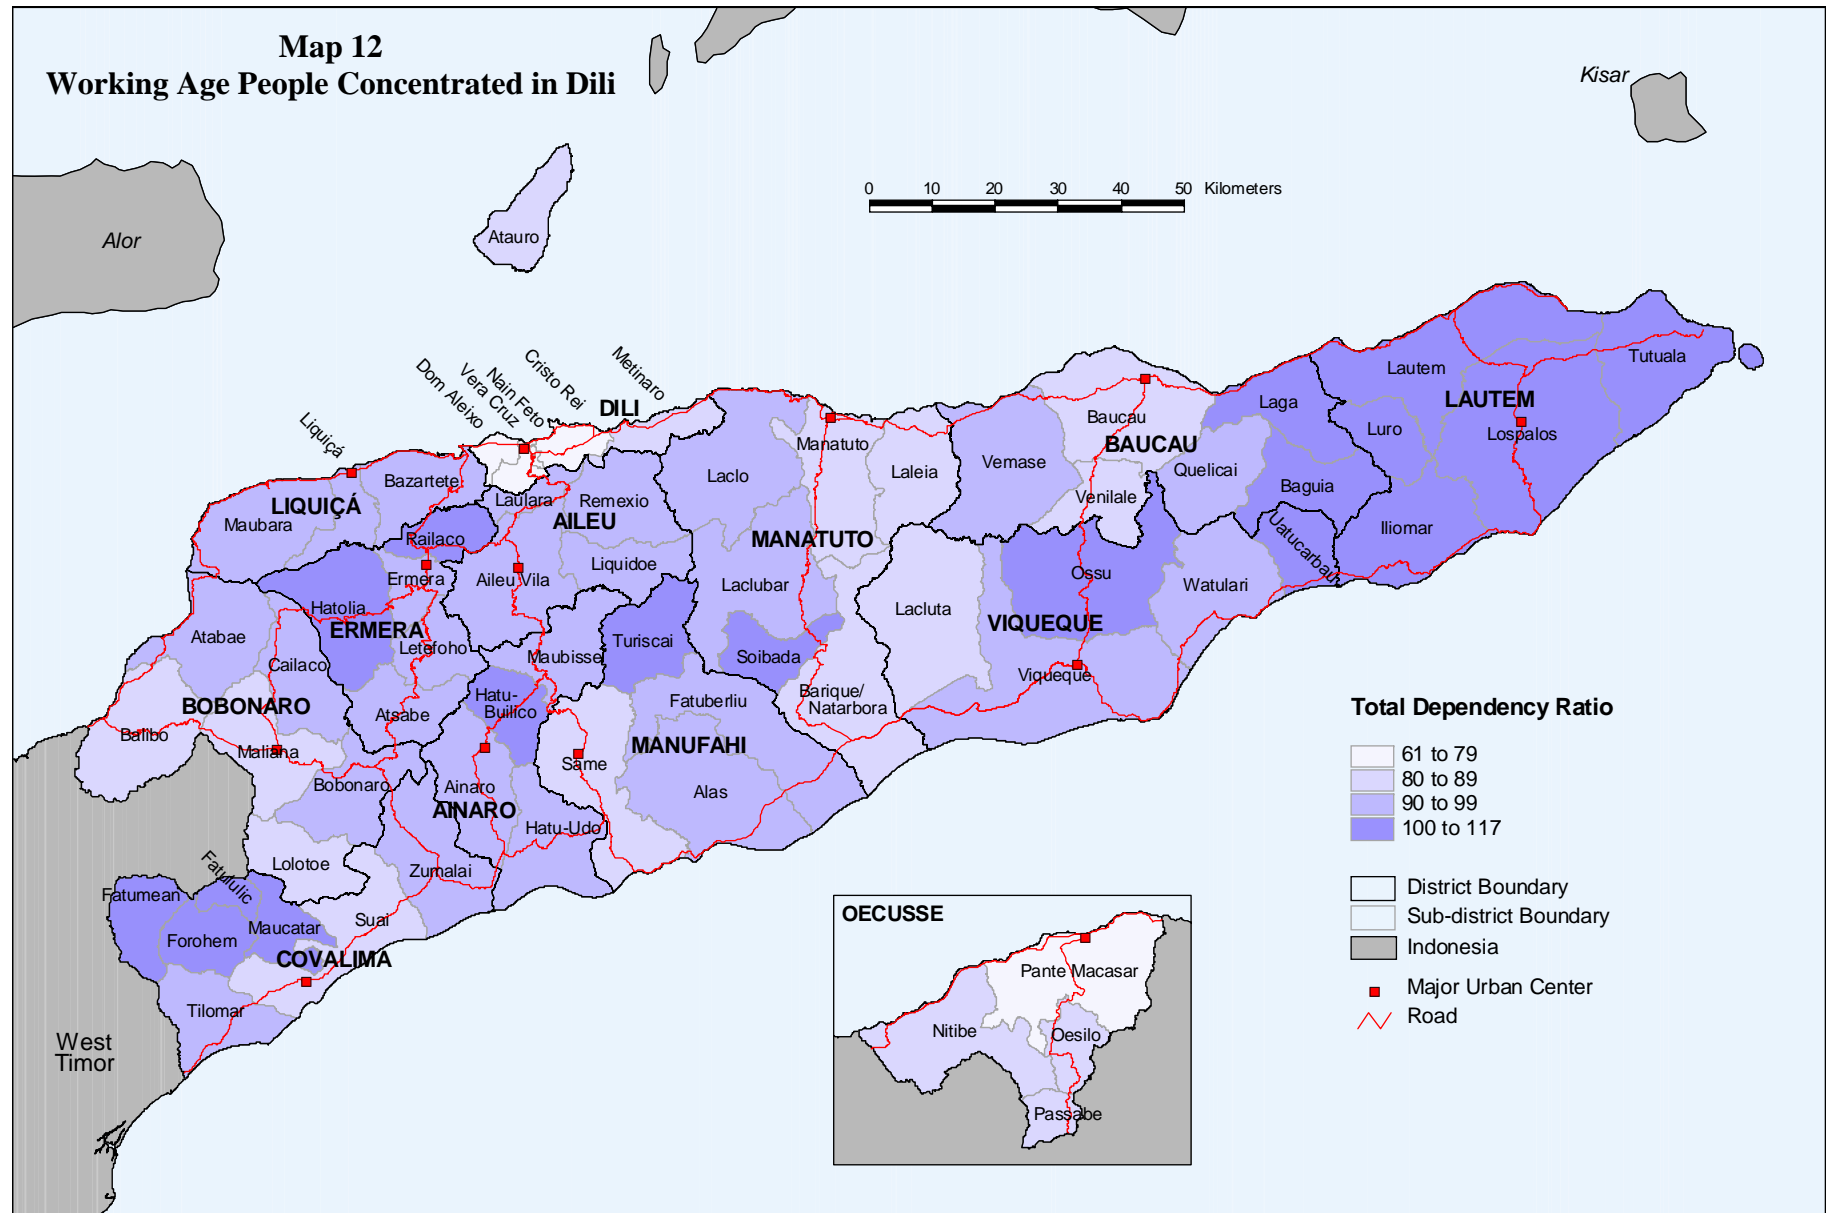 Map 12
Working Age People Concentrated in Dili
Kisar
Alor
Atauro
0 10 20 30 40 50 Kilometers
Dom Aleixo
Vera Cruz
Nain Feto
Cristo Rei
Metinaro
DILI
Liquiçá
Bazartete
LIQUIÇÁ
Maubara
Laulara
Remexio
AILEU
Railaco
Ermera
Aileu Vila
Liquidoe
Hatolia
ERMERA
Letefoho
Atsabe
Atabae
Cailaco
BOBONARO
Balibo
Maliana
Bobonaro
Lolotoe
Maubisse
Hatu-
Builico
Ainaro
AINARO
Hatu-Udo
Zumalai
Turiscai
Same
Fatuberliu
MANUFAHI
Alas
Laclo
Manatuto
Laleia
MANATUTO
Laclubar
Soibada
Barique/
Natarbora
Lacluta
Vemase
Baucau
BAUCAU
Venilale
Quelicai
Laga
Baguia
Ossu
VIQUEQUE
Viqueque
Watulari
Uatucarbau
Lautem
LAUTEM
Luro
Lospalos
Iliomar
Tutuala
Fatumean
Fatululic
Forohem
Maucatar
Suai
COVALIMA
Tilomar
West
Timor
OECUSSE
Pante Macasar
Nitibe
Oesilo
Passabe
Total Dependency Ratio
61 to 79
80 to 89
90 to 99
100 to 117
District Boundary
Sub-district Boundary
Indonesia
Major Urban Center
Road